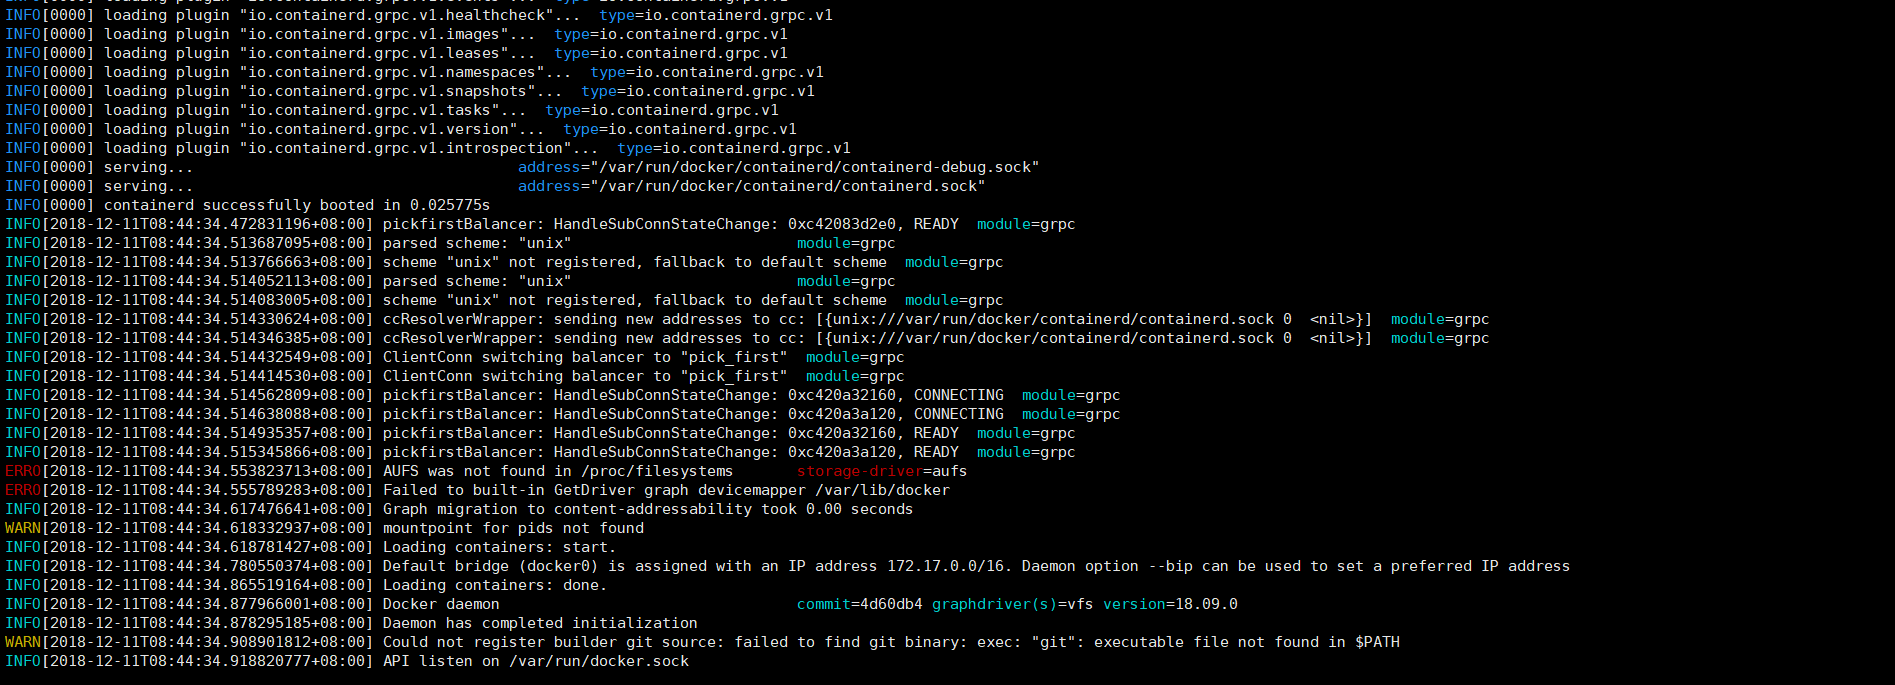 INFO[0000] loading plugin "io.containerd.grpc.v1.healthcheck"... type=io.containerd.grpc.v1
INFO[0000] loading plugin "io.containerd.grpc.v1.images"... type=io.containerd.grpc.v1
INFO[0000] loading plugin "io.containerd.grpc.v1.leases"... type=io.containerd.grpc.v1
INFO[0000] loading plugin "io.containerd.grpc.v1.namespaces"... type=io.containerd.grpc.v1
INFO[0000] loading plugin "io.containerd.grpc.v1.snapshots"... type=io.containerd.grpc.v1
INFO[0000] loading plugin "io.containerd.grpc.v1.tasks"... type=io.containerd.grpc.v1
INFO[0000] loading plugin "io.containerd.grpc.v1.version"... type=io.containerd.grpc.v1
INFO[0000] loading plugin "io.containerd.grpc.v1.introspection"... type=io.containerd.grpc.v1
INFO[0000] serving... address="/var/run/docker/containerd/containerd-debug.sock"
INFO[0000] serving... address="/var/run/docker/containerd/containerd.sock"
INFO[0000] containerd successfully booted in 0.025775s
INFO[2018-12-11T08:44:34.472831196+08:00] pickfirstBalancer: HandleSubConnStateChange: 0xc42083d2e0, READY module=grpc
INFO[2018-12-11T08:44:34.513687095+08:00] parsed scheme: "unix" module=grpc
INFO[2018-12-11T08:44:34.513766663+08:00] scheme "unix" not registered, fallback to default scheme module=grpc
INFO[2018-12-11T08:44:34.514052113+08:00] parsed scheme: "unix" module=grpc
INFO[2018-12-11T08:44:34.514083005+08:00] scheme "unix" not registered, fallback to default scheme module=grpc
INFO[2018-12-11T08:44:34.514330624+08:00] ccResolverWrapper: sending new addresses to cc: [{unix:///var/run/docker/containerd/containerd.sock 0 <nil>}] module=grpc
INFO[2018-12-11T08:44:34.514346385+08:00] ccResolverWrapper: sending new addresses to cc: [{unix:///var/run/docker/containerd/containerd.sock 0 <nil>}] module=grpc
INFO[2018-12-11T08:44:34.514432549+08:00] ClientConn switching balancer to "pick_first" module=grpc
INFO[2018-12-11T08:44:34.514414530+08:00] ClientConn switching balancer to "pick_first" module=grpc
INFO[2018-12-11T08:44:34.514562809+08:00] pickfirstBalancer: HandleSubConnStateChange: 0xc420a32160, CONNECTING module=grpc
INFO[2018-12-11T08:44:34.514638088+08:00] pickfirstBalancer: HandleSubConnStateChange: 0xc420a3a120, CONNECTING module=grpc
INFO[2018-12-11T08:44:34.514935357+08:00] pickfirstBalancer: HandleSubConnStateChange: 0xc420a32160, READY module=grpc
INFO[2018-12-11T08:44:34.515345866+08:00] pickfirstBalancer: HandleSubConnStateChange: 0xc420a3a120, READY module=grpc
ERRO[2018-12-11T08:44:34.553823713+08:00] AUFS was not found in /proc/filesystems storage-driver=aufs
ERRO[2018-12-11T08:44:34.555789283+08:00] Failed to built-in GetDriver graph devicemapper /var/lib/docker
INFO[2018-12-11T08:44:34.617476641+08:00] Graph migration to content-addressability took 0.00 seconds
WARN[2018-12-11T08:44:34.618332937+08:00] mountpoint for pids not found
INFO[2018-12-11T08:44:34.618781427+08:00] Loading containers: start.
INFO[2018-12-11T08:44:34.780550374+08:00] Default bridge (docker0) is assigned with an IP address 172.17.0.0/16. Daemon option --bip can be used to set a preferred IP address
INFO[2018-12-11T08:44:34.865519164+08:00] Loading containers: done.
INFO[2018-12-11T08:44:34.877966001+08:00] Docker daemon commit=4d60db4 graphdriver(s)=vfs version=18.09.0
INFO[2018-12-11T08:44:34.878295185+08:00] Daemon has completed initialization
WARN[2018-12-11T08:44:34.908901812+08:00] Could not register builder git source: failed to find git binary: exec: "git": executable file not found in $PATH
INFO[2018-12-11T08:44:34.918820777+08:00] API listen on /var/run/docker.sock